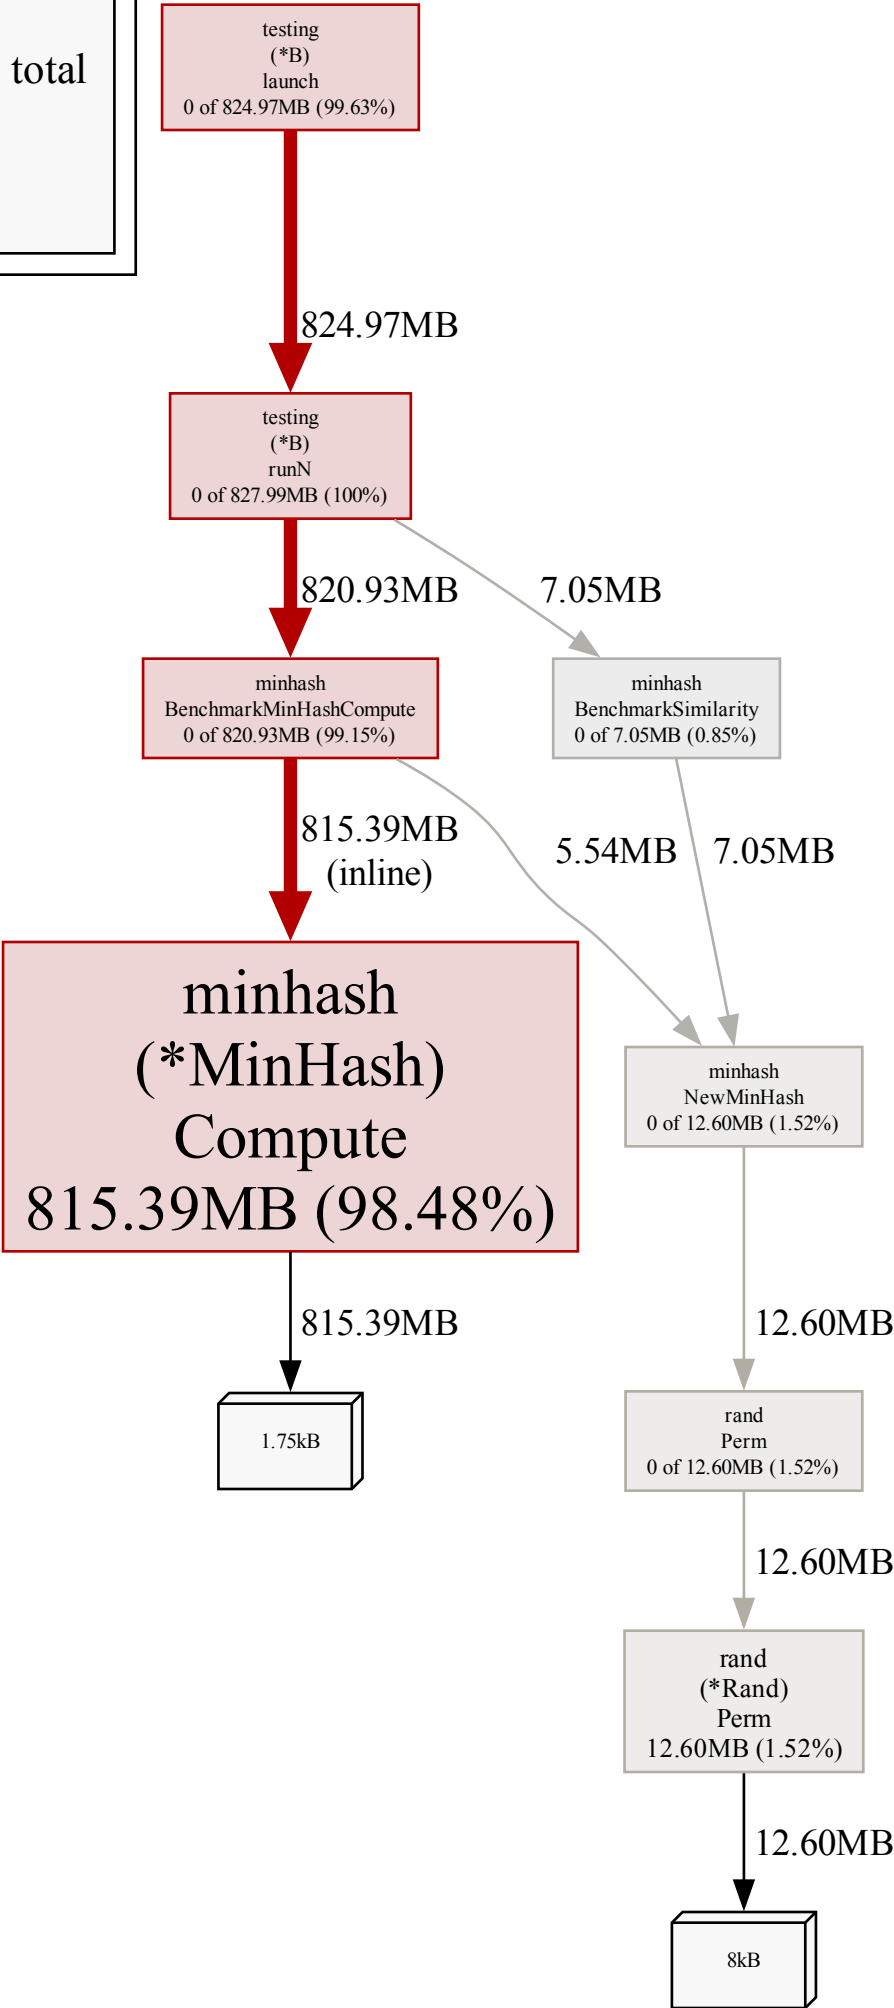 total
testing
(*B)
launch
0 of 824.97MB (99.63%)
824.97MB
testing
(*B)
runN
0 of 827.99MB (100%)
820.93MB
7.05MB
minhash
BenchmarkMinHashCompute
0 of 820.93MB (99.15%)
minhash
BenchmarkSimilarity
0 of 7.05MB (0.85%)
815.39MB
(inline)
5.54MB
7.05MB
minhash
(*MinHash)
Compute
815.39MB (98.48%)
minhash
NewMinHash
0 of 12.60MB (1.52%)
815.39MB
12.60MB
1.75kB
rand
Perm
0 of 12.60MB (1.52%)
12.60MB
rand
(*Rand)
Perm
12.60MB (1.52%)
12.60MB
8kB